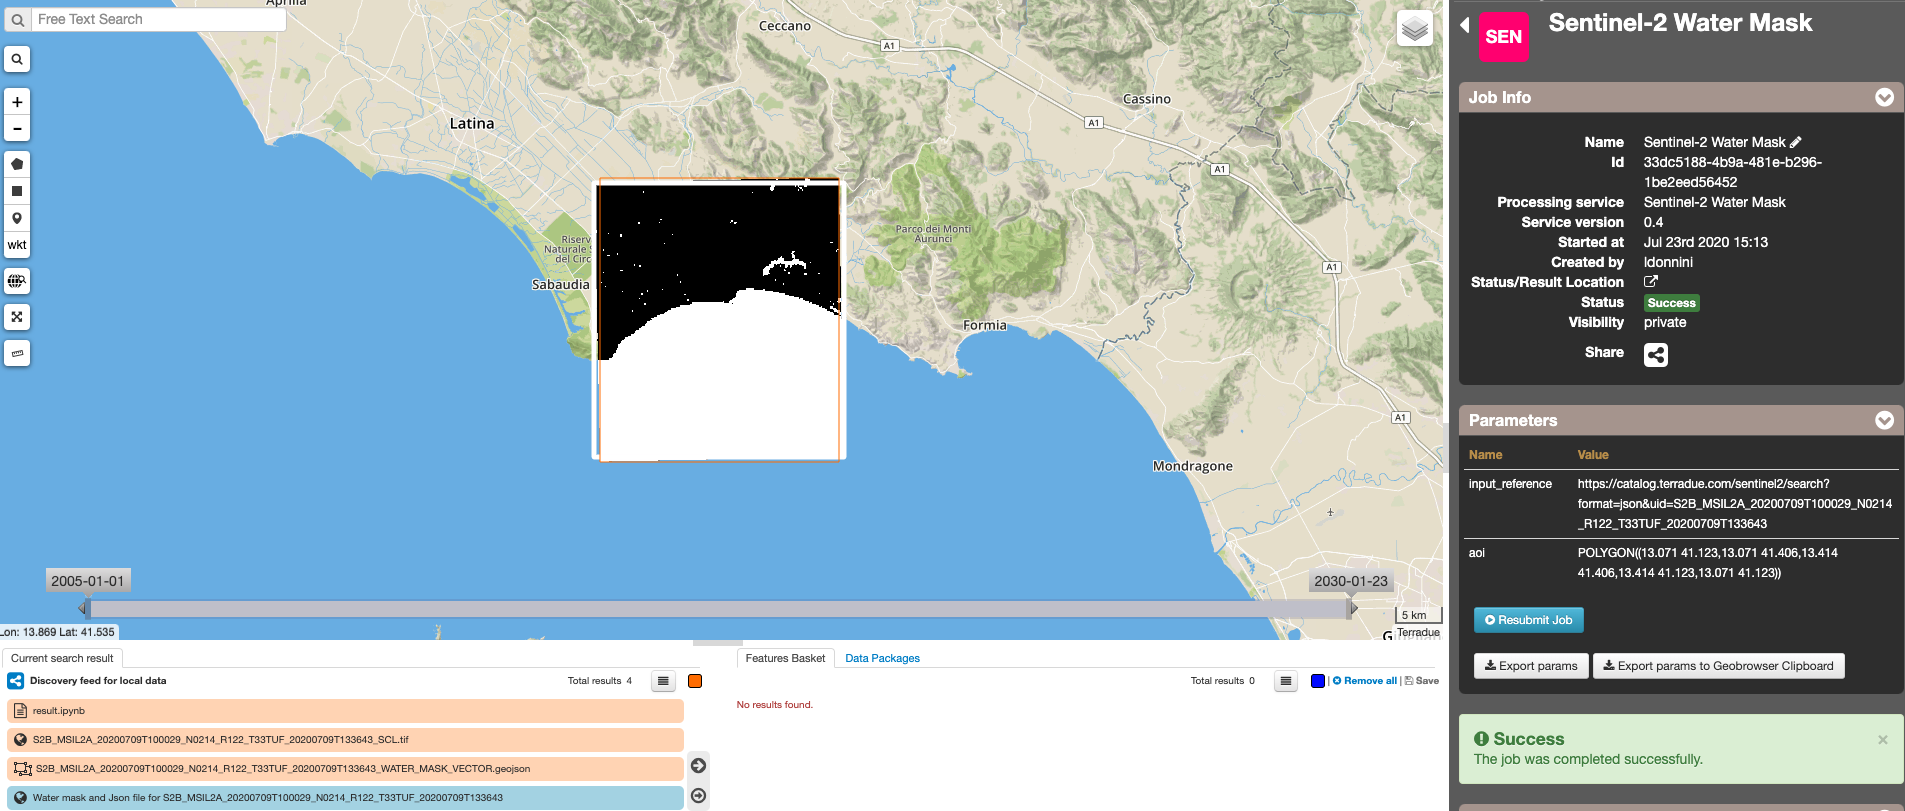 Aprilia
Free Text Search
Ceccano
A1
Cassino
A1
Latina
A1
wkt
Riserv
Naturale S
del Circ
Sabaudia
Parco dei Monti
Aurunci
A1
Formia
A1
Mondragone
2005-01-01
2030-01-23
5 km
Terradue
Lon: 13.869 Lat: 41.535
Current search result
Discovery feed for local data
Total results 4
result.ipynb
S2B_MSIL2A_20200709T100029_N0214_R122_T33TUF_20200709T133643_SCL.tif
S2B_MSIL2A_20200709T100029_N0214_R122_T33TUF_20200709T133643_WATER_MASK_VECTOR.geojson
Water mask and Json file for S2B_MSIL2A_20200709T100029_N0214_R122_T33TUF_20200709T133643
Features Basket
Data Packages
Total results 0
| Remove all | Save
No results found.
SEN
Sentinel-2 Water Mask
Job Info
Name Sentinel-2 Water Mask
Id 33dc5188-4b9a-481e-b296-
1be2eed56452
Processing service Sentinel-2 Water Mask
Service version 0.4
Started at Jul 23rd 2020 15:13
Created by ldonnini
Status/Result Location
Status Success
Visibility private
Share
Parameters
Name Value
input_reference https://catalog.terradue.com/sentinel2/search?
format=json&uid=S2B_MSIL2A_20200709T100029_N0214
_R122_T33TUF_20200709T133643
aoi POLYGON((13.071 41.123,13.071 41.406,13.414
41.406,13.414 41.123,13.071 41.123))
Resubmit Job
Export params
Export params to Geobrowser Clipboard
Success
×
The job was completed successfully.